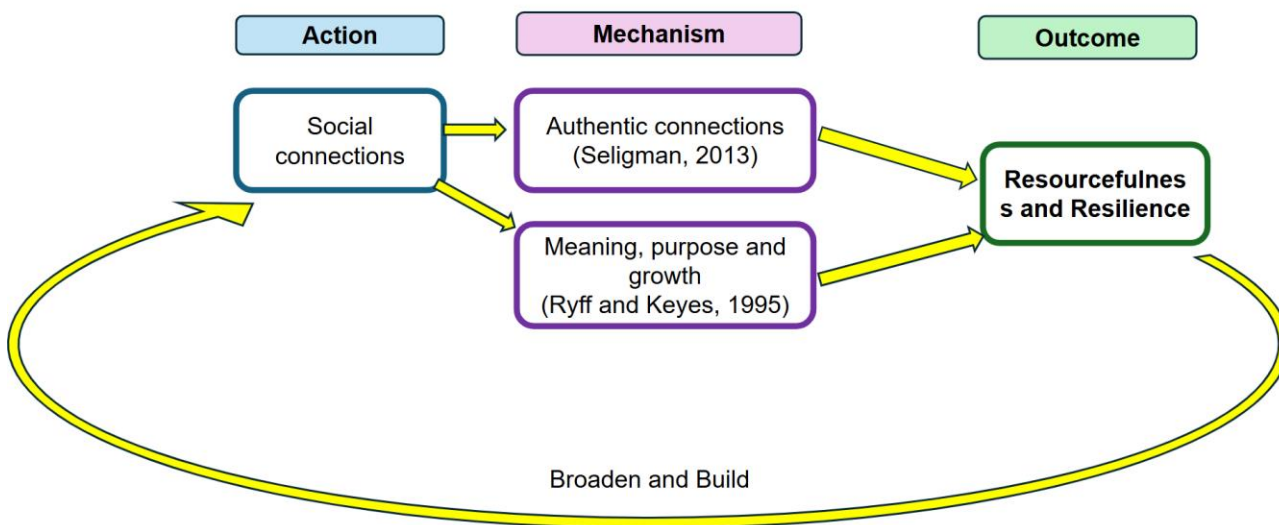 Action
Mechanism
Outcome
Social
connections
Authentic connections
(Seligman, 2013)
Meaning, purpose and
growth
(Ryff and Keyes, 1995)
Resourcefulnes
s and Resilience
Broaden and Build